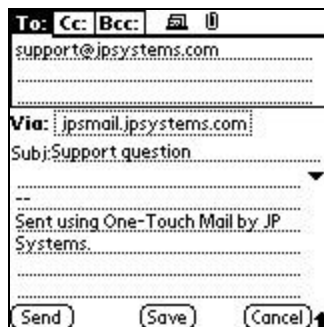 To: Cc: Bcc:
support@jpsystems.com
Via: jpsmail.jpsystems.com
Subj: Support question
--
Sent using One-Touch Mail by JP
Systems.
Send Save Cancel